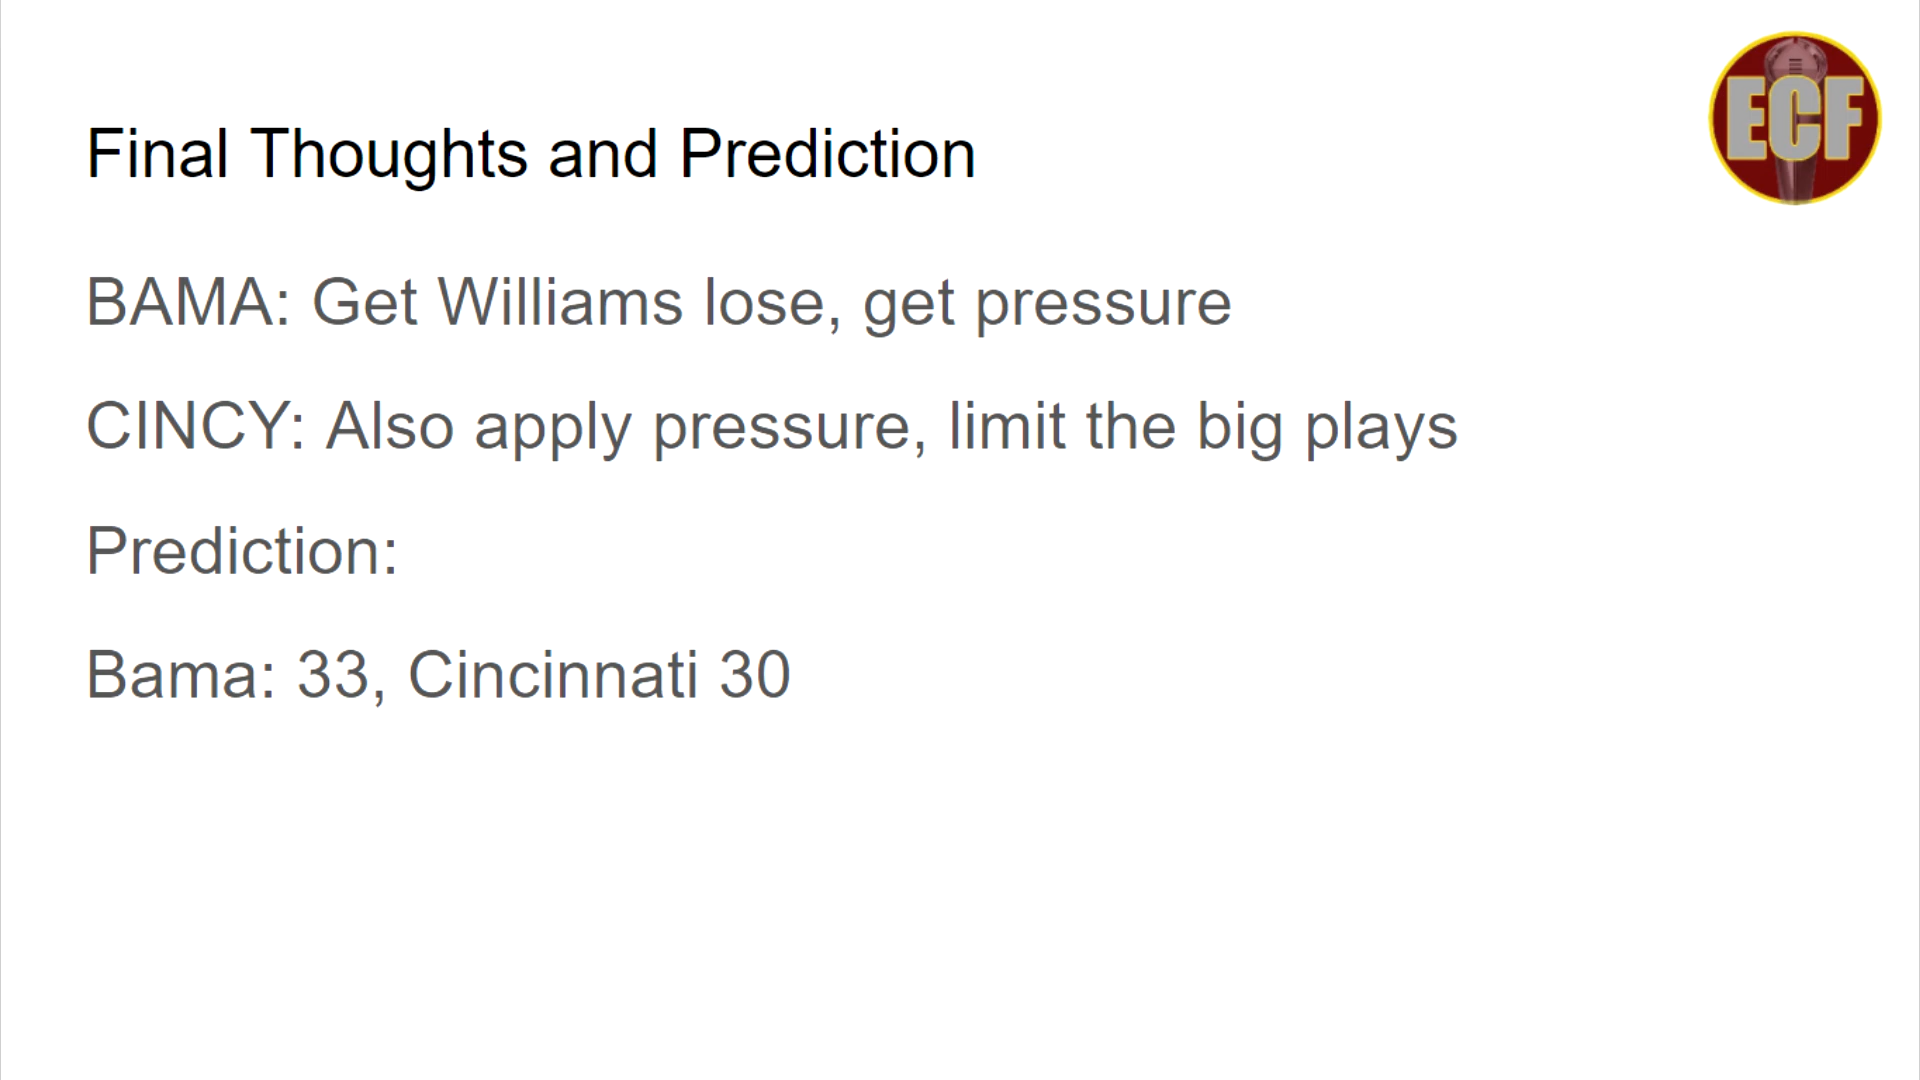 ECF
Final Thoughts and Prediction
BAMA: Get Williams lose, get pressure
CINCY: Also apply pressure, limit the big plays
Prediction:
Bama: 33, Cincinnati 30